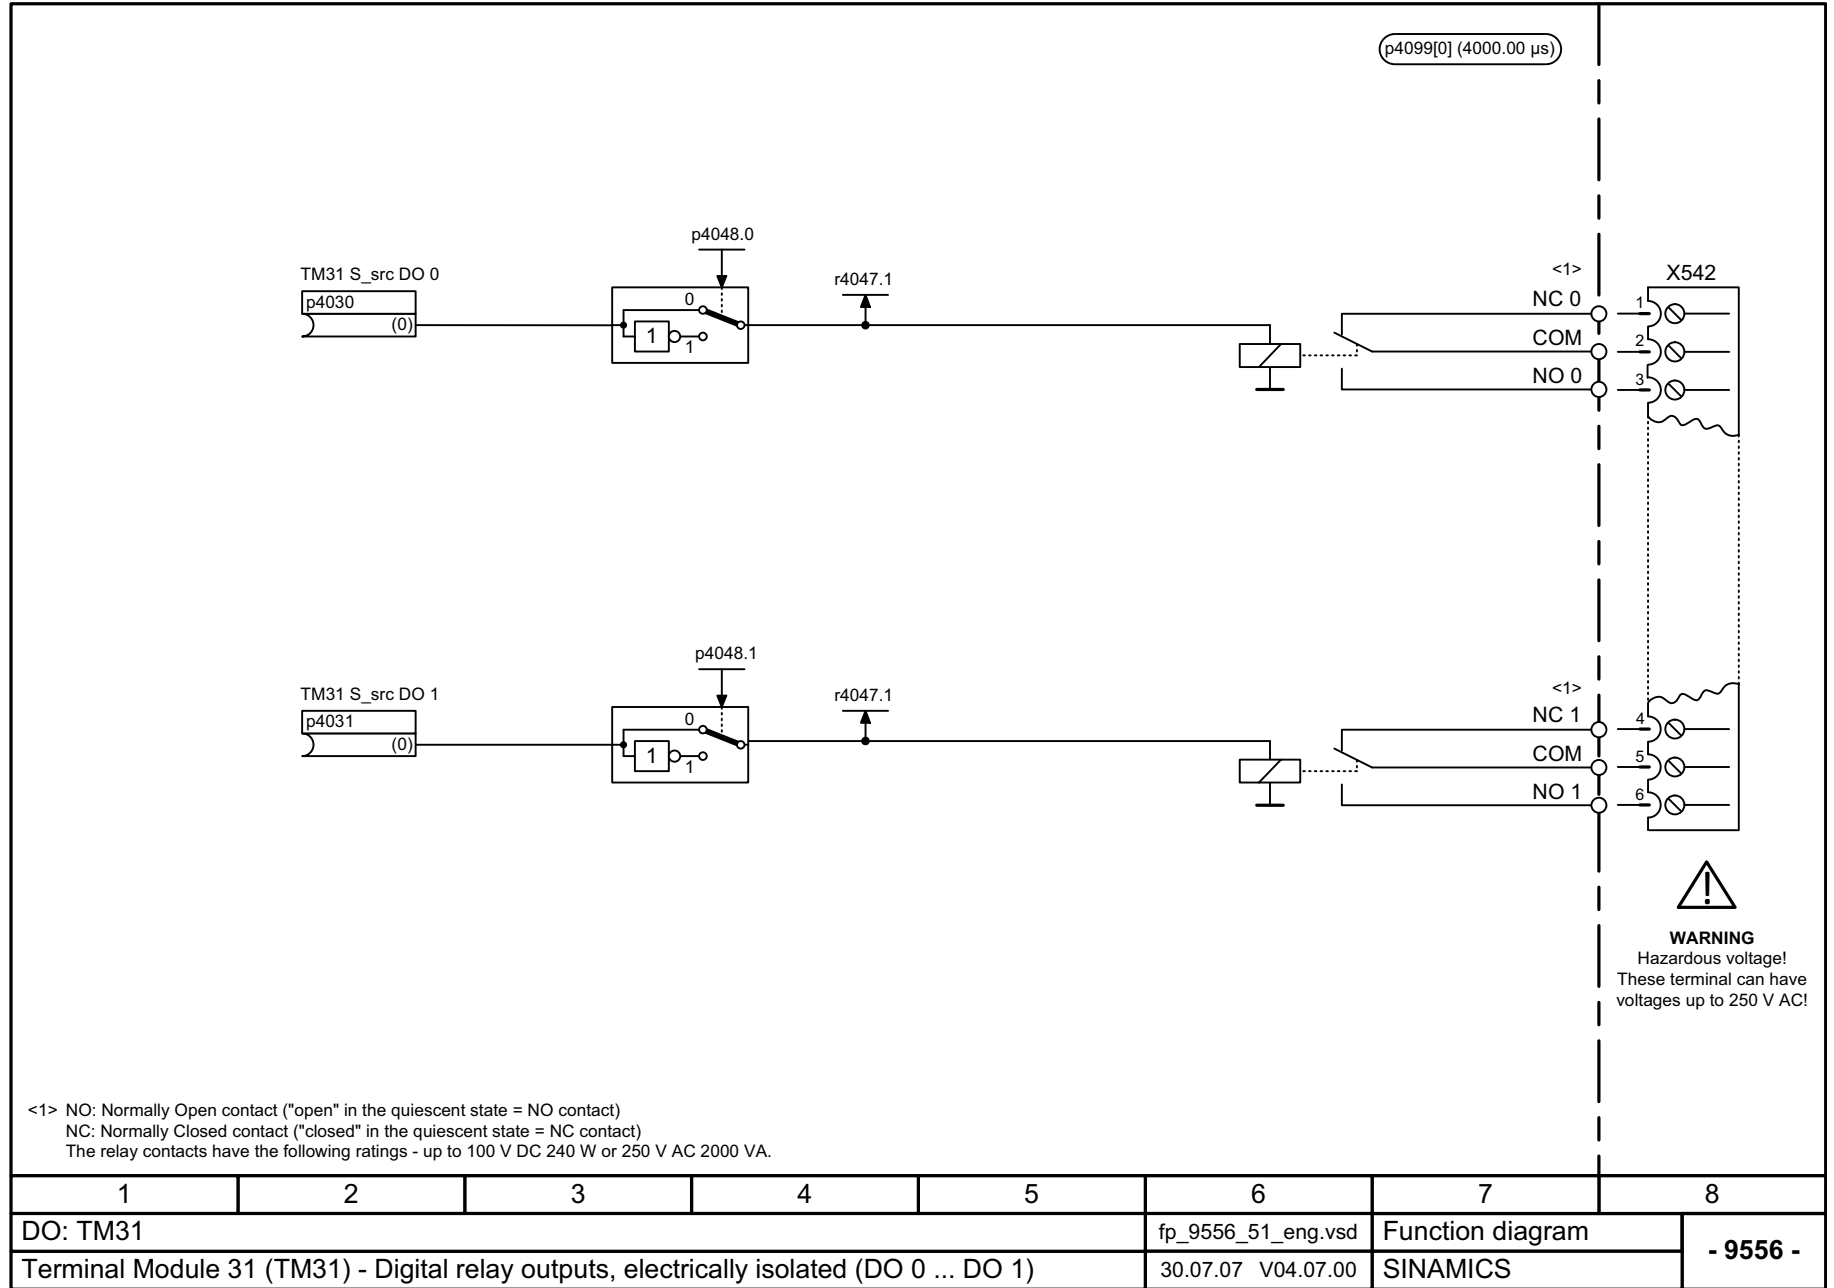 p4099[0] (4000.00 µs)
p4048.0
TM31 S_src DO 0
p4030
(0)
0
1
1
r4047.1
<1>
X542
NC 0
1
COM
2
NO 0
3
p4048.1
TM31 S_src DO 1
p4031
(0)
0
1
1
r4047.1
<1>
NC 1
4
COM
5
NO 1
6
WARNING
Hazardous voltage!
These terminal can have
voltages up to 250 V AC!
<1> NO: Normally Open contact ("open" in the quiescent state = NO contact)
NC: Normally Closed contact ("closed" in the quiescent state = NC contact)
The relay contacts have the following ratings - up to 100 V DC 240 W or 250 V AC 2000 VA.
1 2 3 4 5 6 7 8
DO: TM31
fp_9556_51_eng.vsd
Function diagram
- 9556 -
Terminal Module 31 (TM31) - Digital relay outputs, electrically isolated (DO 0 ... DO 1)
30.07.07 V04.07.00
SINAMICS